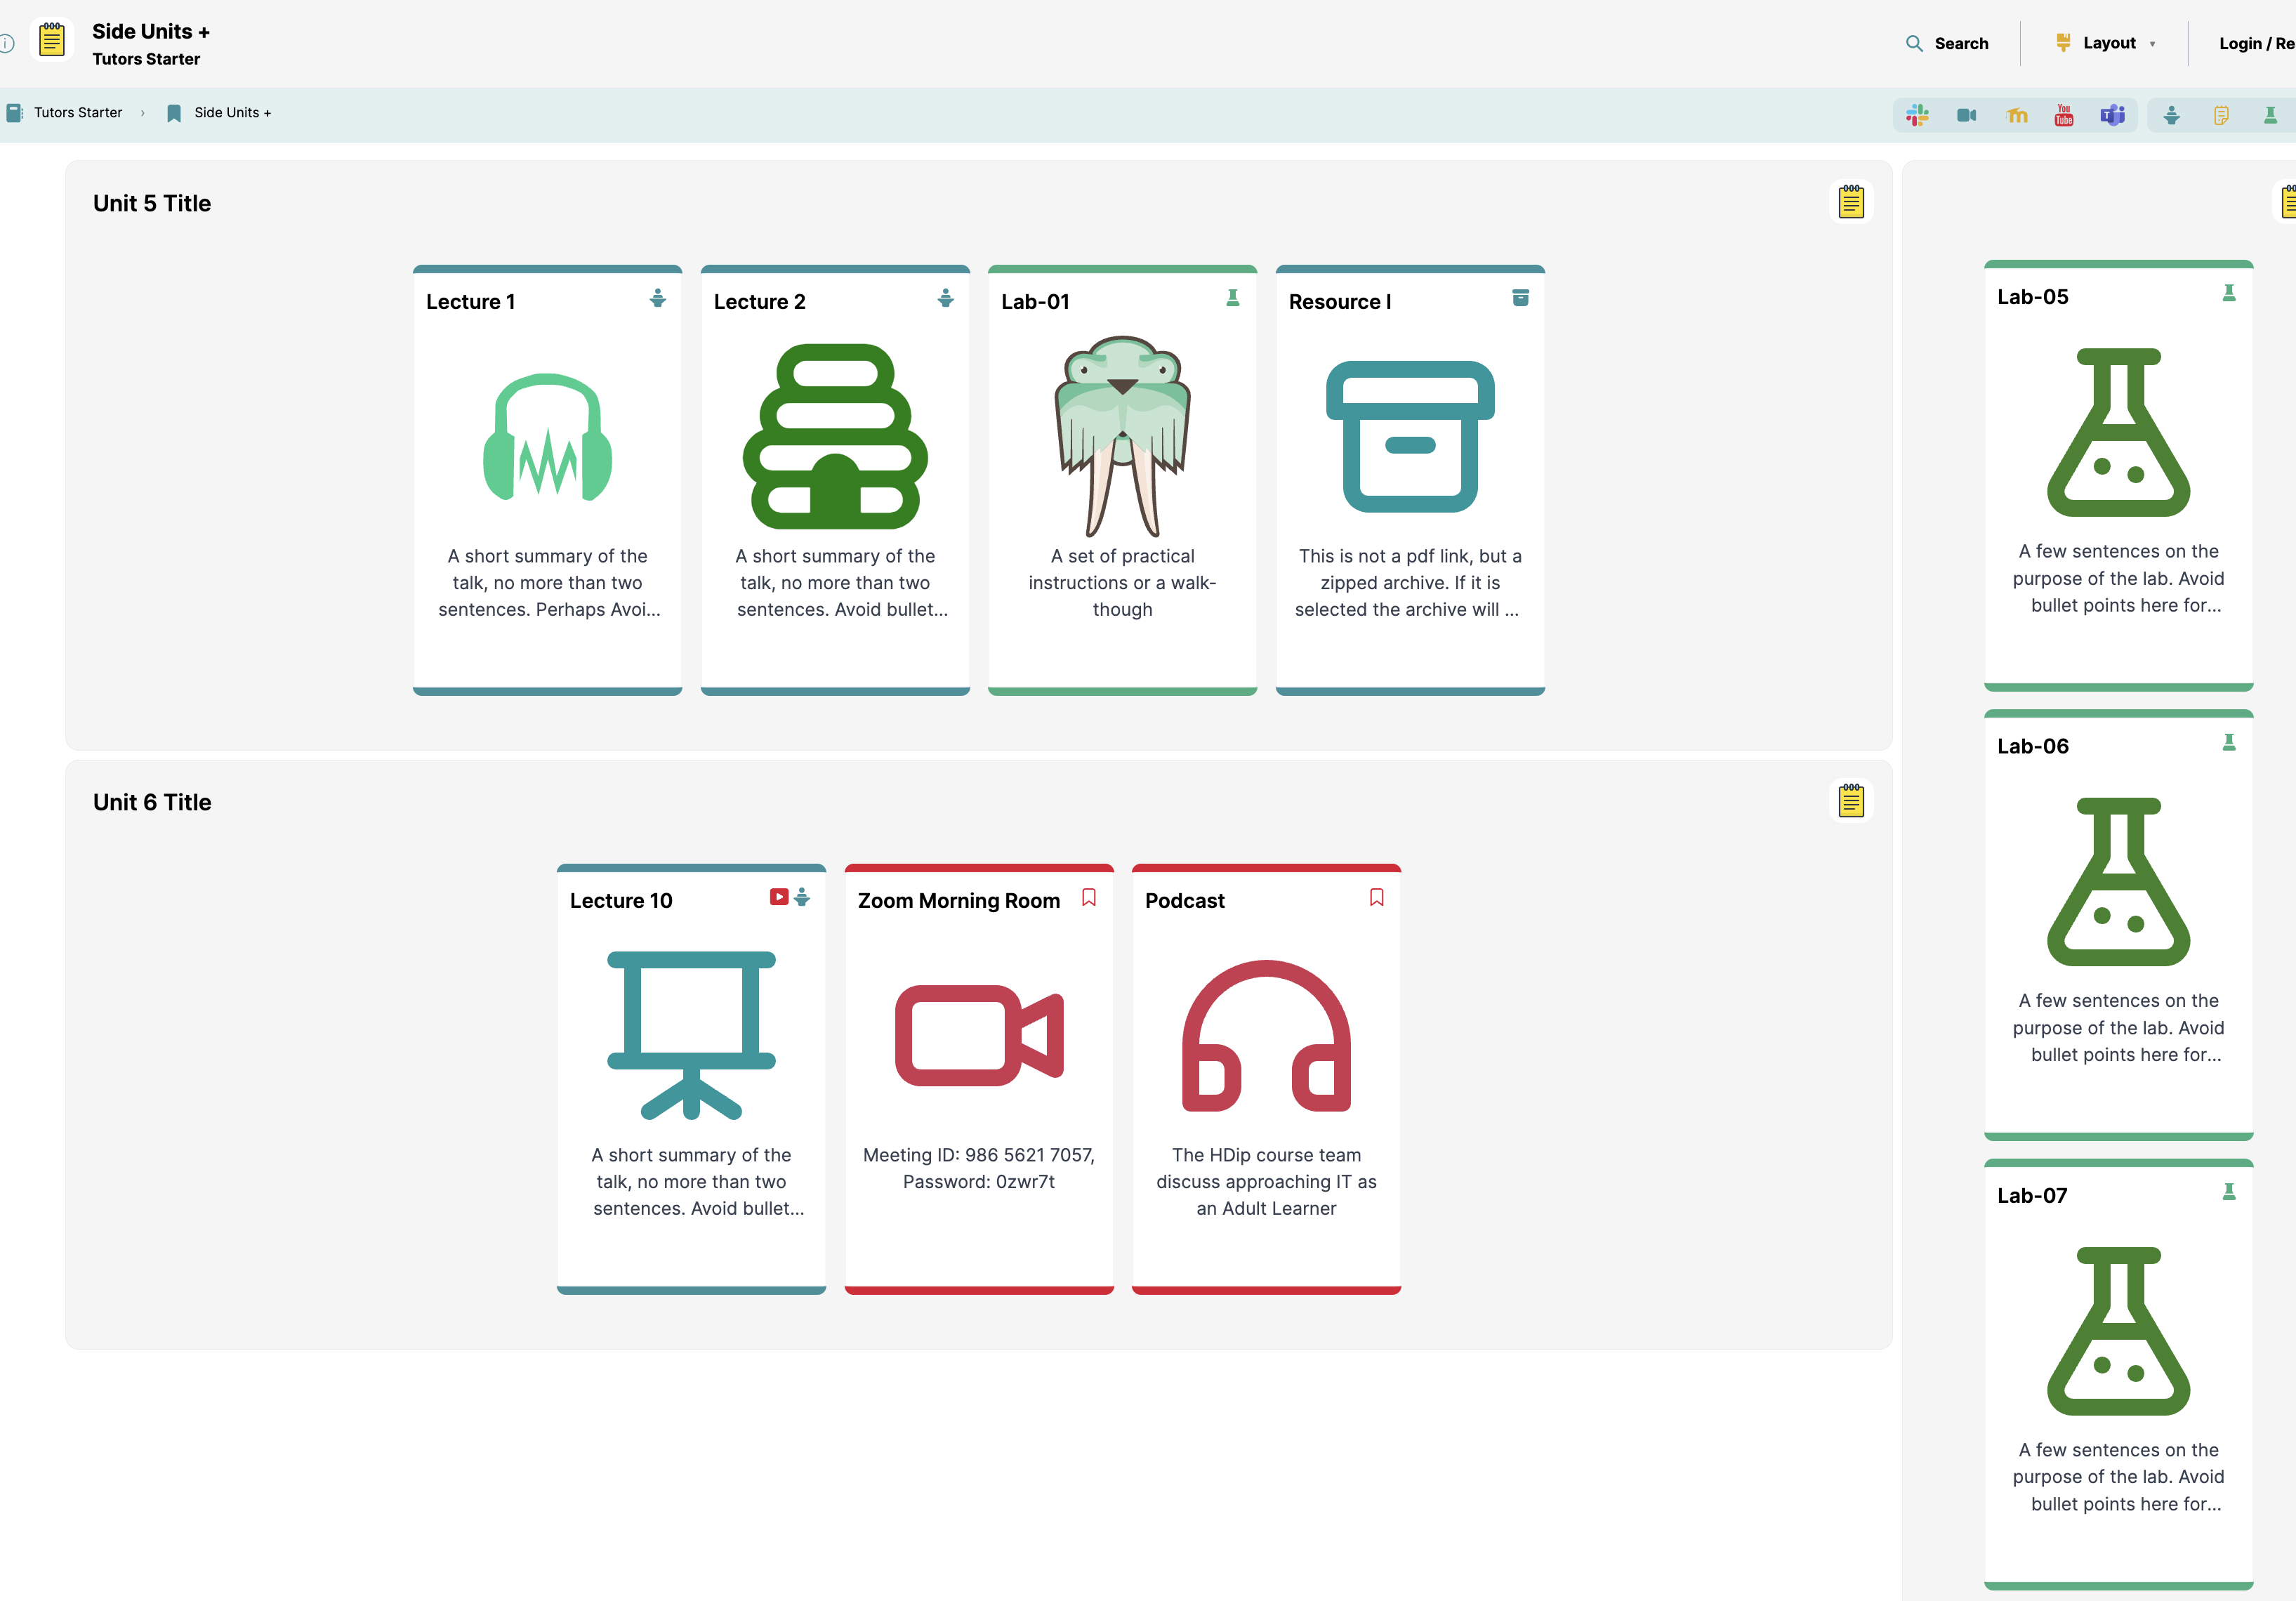 Side Units +
Tutors Starter
Search
Layout
Login / Re
Tutors Starter
Side Units +
You
Tube
Unit 5 Title
Lecture 1
A short summary of the
talk, no more than two
sentences. Perhaps Avoi...
Lecture 2
A short summary of the
talk, no more than two
sentences. Avoid bullet...
Lab-01
A set of practical
instructions or a walk-
though
Resource I
This is not a pdf link, but a
zipped archive. If it is
selected the archive will ...
Unit 6 Title
Lecture 10
A short summary of the
talk, no more than two
sentences. Avoid bullet...
Zoom Morning Room
Meeting ID: 986 5621 7057,
Password: 0zwr7t
Podcast
The HDip course team
discuss approaching IT as
an Adult Learner
Lab-05
A few sentences on the
purpose of the lab. Avoid
bullet points here for...
Lab-06
A few sentences on the
purpose of the lab. Avoid
bullet points here for...
Lab-07
A few sentences on the
purpose of the lab. Avoid
bullet points here for...